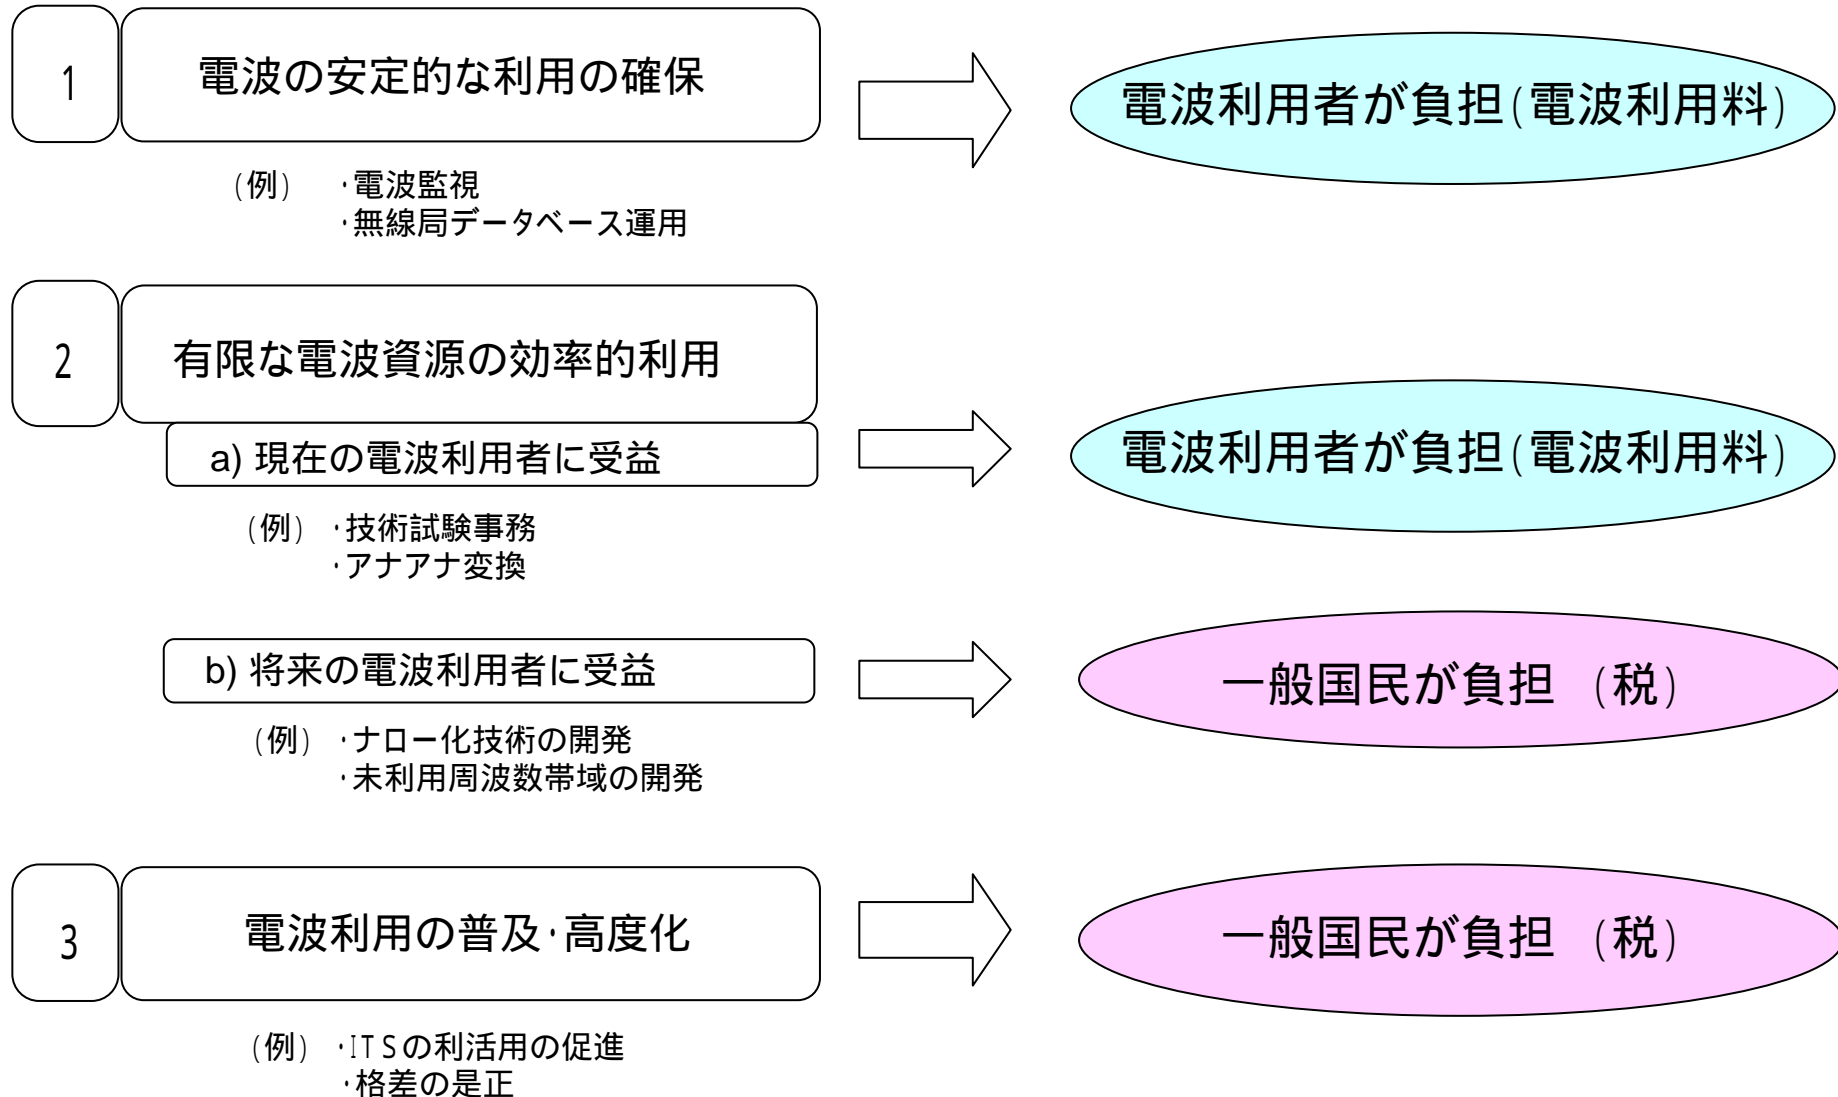 1
電波の安定的な利用の確保
電波利用者が負担(電波利用料)
(例) ・電波監視
・無線局データベース運用
2
有限な電波資源の効率的利用
a) 現在の電波利用者に受益
電波利用者が負担(電波利用料)
(例) ・技術試験事務
・アナアナ変換
b) 将来の電波利用者に受益
一般国民が負担 (税)
(例) ・ナロー化技術の開発
・未利用周波数帯域の開発
3
電波利用の普及・高度化
一般国民が負担 (税)
(例) ・ITSの利活用の促進
・格差の是正